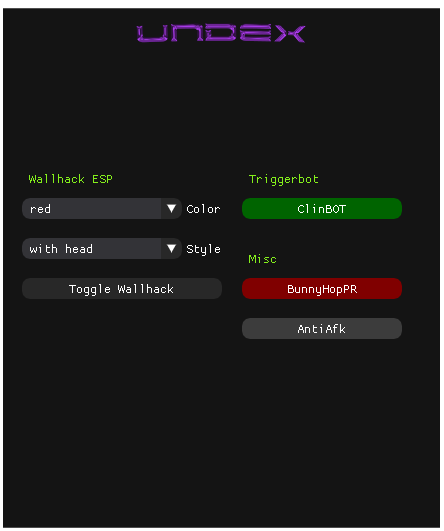 UNDEX
Wallhack ESP
red
Color
with head
Style
Toggle Wallhack
Triggerbot
ClinBOT
Misc
BunnyHopPR
AntiAfk